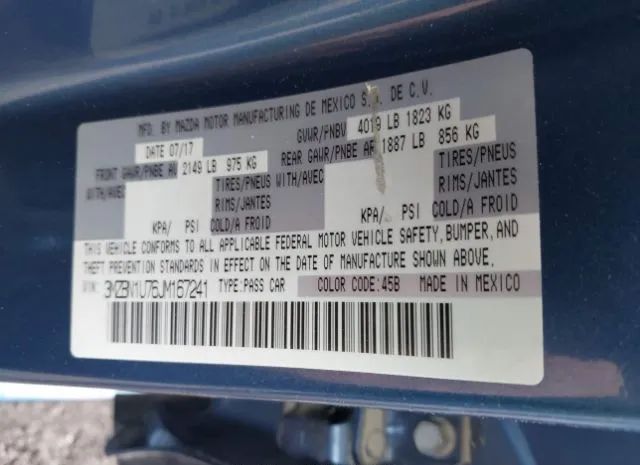 MFD. BY MAZDA MOTOR MANUFACTURING DE MEXICO S.A. DE C.V.
DATE 07/17 GVWR/PNBV 4019 LB 1823 KG
FRONT GAWR/PNBE AV 2149 LB 975 KG REAR GAWR/PNBE AR 1887 LB 856 KG
WITH/AVEC TIRES/PNEUS WITH/AVEC TIRES/PNEUS
RIMS/JANTES RIMS/JANTES
KPA/ PSI COLD/A FROID KPA/ PSI COLD/A FROID
THIS VEHICLE CONFORMS TO ALL APPLICABLE FEDERAL MOTOR VEHICLE SAFETY, BUMPER, AND
THEFT PREVENTION STANDARDS IN EFFECT ON THE DATE OF MANUFACTURE SHOWN ABOVE.
VIN: 3MZBN1U76JM167241 TYPE:PASS CAR COLOR CODE:45B MADE IN MEXICO